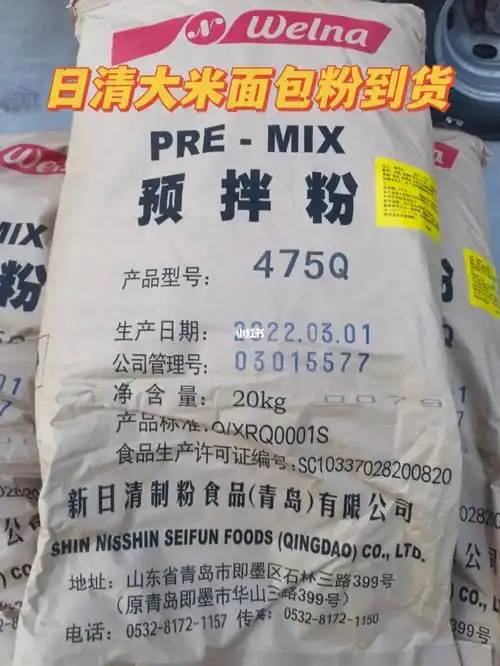 N Welna
日清大米面包粉到货
PRE - MIX
预拌粉
产品型号: 475Q
生产日期: 2022.03.01
小红书
公司管理号: 03015577
净含量: 20kg
产品标准: Q/XRQ0001S
食品生产许可证编号: SC10337028200820
新日清制粉食品(青岛)有限公司
SHIN NISSHIN SEIFUN FOODS (QINGDAO) CO., LTD.
地址: 山东省青岛市即墨区石林三路399号
(原青岛即墨市华山三路399号)
电话: 0532-8172-1157 传真: 0532-8172-1150
Welna
MIX
粉